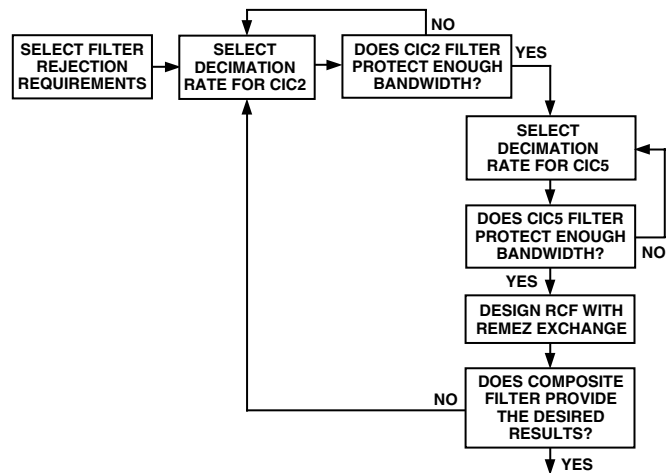 NO
SELECT FILTER
REJECTION
REQUIREMENTS
SELECT
DECIMATION
RATE FOR CIC2
DOES CIC2 FILTER
PROTECT ENOUGH
BANDWIDTH?
YES
SELECT
DECIMATION
RATE FOR CIC5
DOES CIC5 FILTER
PROTECT ENOUGH
BANDWIDTH?
NO
YES
DESIGN RCF WITH
REMEZ EXCHANGE
DOES COMPOSITE
FILTER PROVIDE
THE DESIRED
RESULTS?
NO
YES